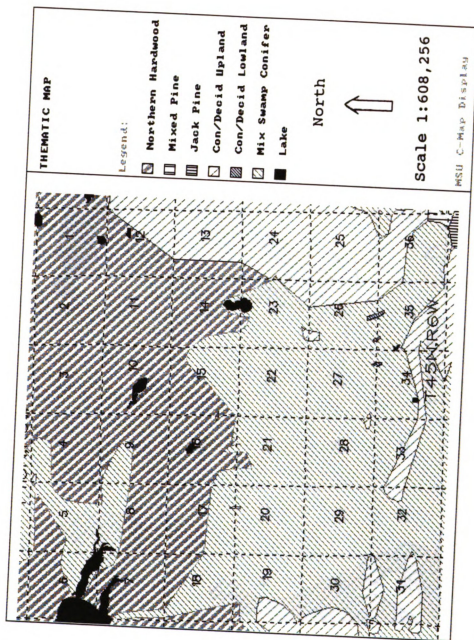 6 5 4 3 2 1
7 8 9 10 11 12
18 17 16 15 14 13
19 20 21 22 23 24
30 29 28 27 26 25
31 32 33 34 35 36
T45N,R6W
THEMATIC MAP
Legend:
Northern Hardwood
Mixed Pine
Jack Pine
Con/Decid Upland
Con/Decid Lowland
Mix Swamp Conifer
Lake
North
Scale 1:608,256
MSU C-Map Display